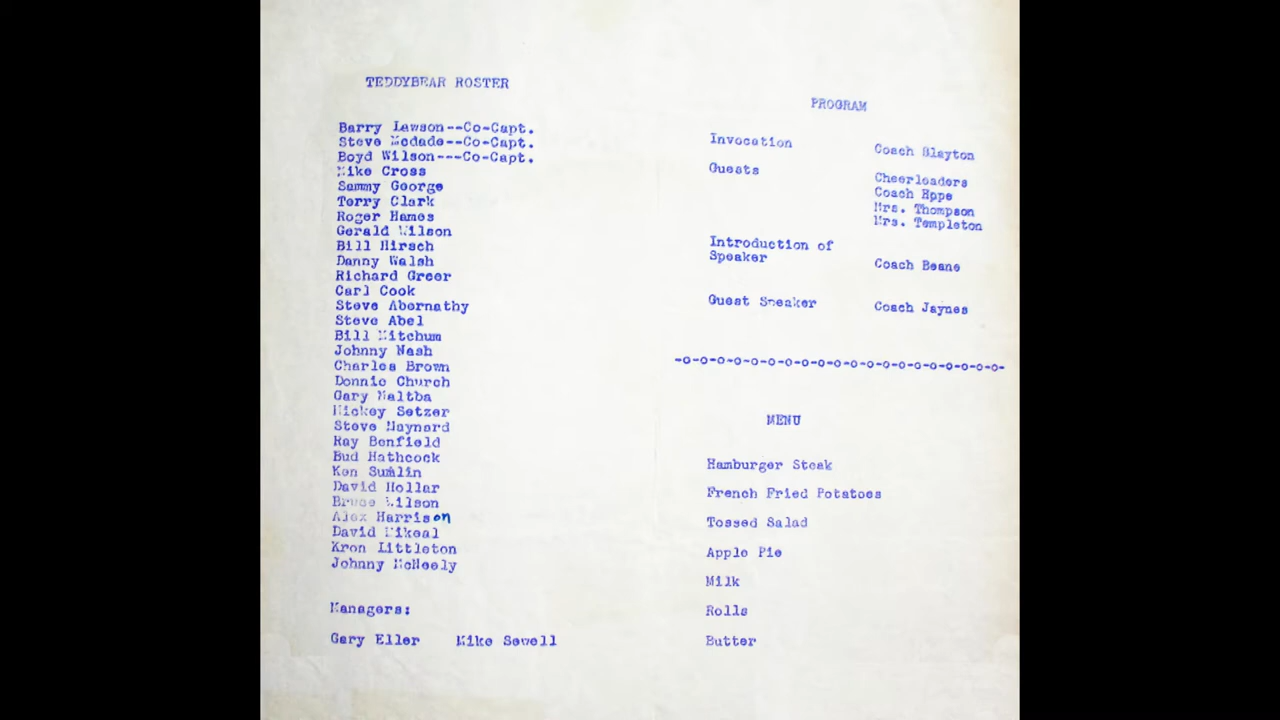 TEDDYBEAR ROSTER
Barry Lawson--Co-Capt.
Steve Mcdade--Co-Capt.
Boyd Wilson---Co-Capt.
Mike Cross
Sammy George
Terry Clark
Roger Hames
Gerald Wilson
Bill Hirsch
Danny Walsh
Richard Greer
Carl Cook
Steve Abernathy
Steve Abel
Bill Mitchum
Johnny Nash
Charles Brown
Donnie Church
Gary Maltba
Mickey Setzer
Steve Maynard
Ray Benfield
Bud Hathcock
Ken Sumlin
David Hollar
Bruce Wilson
Alex Harrison
David Mikeal
Kron Littleton
Johnny McNeely
Managers:
Gary Eller Mike Sewell
PROGRAM
Invocation Coach Slayton
Guests Cheerleaders
Coach Hppe
Mrs. Thompson
Mrs. Templeton
Introduction of
Speaker Coach Beane
Guest Speaker Coach Jaynes
-o-o-o-o-o-o-o-o-o-o-o-o-o-o-o-o-o-o-o-
MENU
Hamburger Steak
French Fried Potatoes
Tossed Salad
Apple Pie
Milk
Rolls
Butter